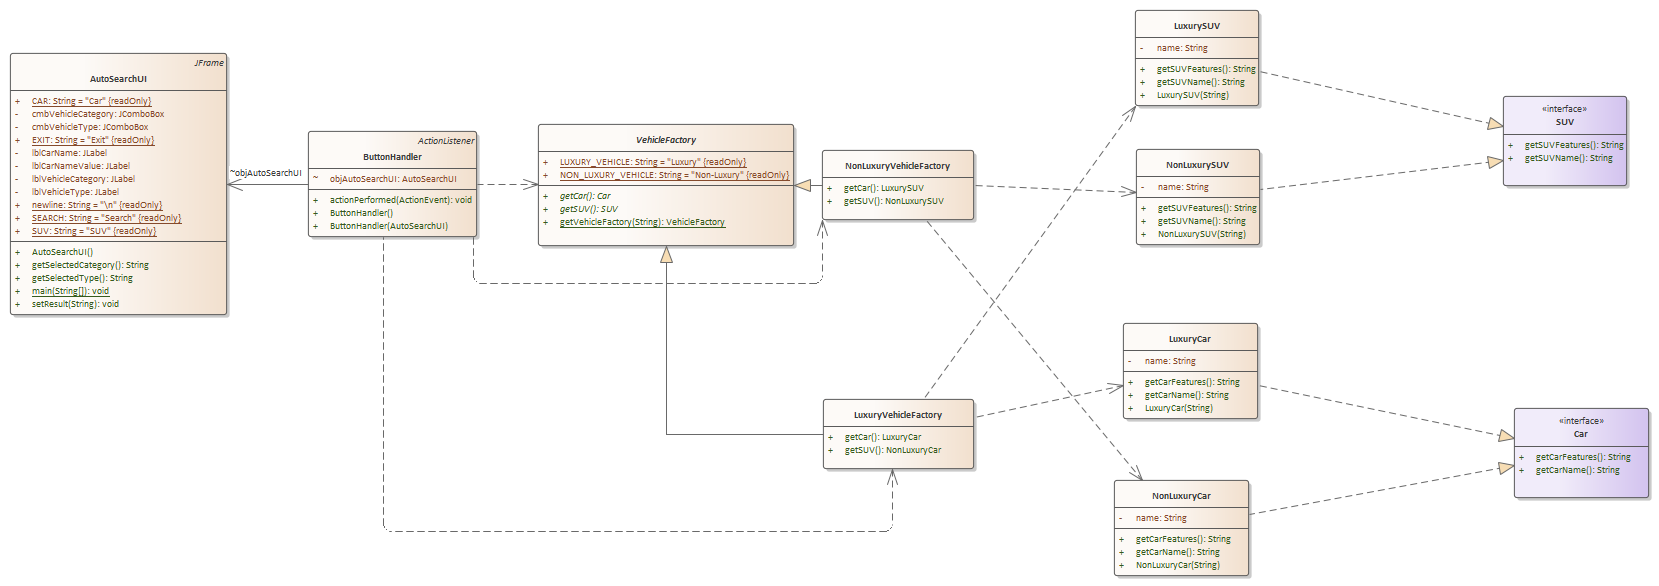 JFrame
AutoSearchUI
+ CAR: String = "Car" {readOnly}
- cmbVehicleCategory: JComboBox
- cmbVehicleType: JComboBox
+ EXIT: String = "Exit" {readOnly}
- lblCarName: JLabel
- lblCarNameValue: JLabel
- lblVehicleCategory: JLabel
- lblVehicleType: JLabel
+ newline: String = "\n" {readOnly}
+ SEARCH: String = "Search" {readOnly}
+ SUV: String = "SUV" {readOnly}
+ AutoSearchUI()
+ getSelectedCategory(): String
+ getSelectedType(): String
+ main(String[]): void
+ setResult(String): void
~objAutoSearchUI
ActionListener
ButtonHandler
~ objAutoSearchUI: AutoSearchUI
+ actionPerformed(ActionEvent): void
+ ButtonHandler()
+ ButtonHandler(AutoSearchUI)
VehicleFactory
+ LUXURY_VEHICLE: String = "Luxury" {readOnly}
+ NON_LUXURY_VEHICLE: String = "Non-Luxury" {readOnly}
+ getCar(): Car
+ getSUV(): SUV
+ getVehicleFactory(String): VehicleFactory
NonLuxuryVehicleFactory
+ getCar(): LuxurySUV
+ getSUV(): NonLuxurySUV
LuxuryVehicleFactory
+ getCar(): LuxuryCar
+ getSUV(): NonLuxuryCar
LuxurySUV
- name: String
+ getSUVFeatures(): String
+ getSUVName(): String
+ LuxurySUV(String)
NonLuxurySUV
- name: String
+ getSUVFeatures(): String
+ getSUVName(): String
+ NonLuxurySUV(String)
LuxuryCar
- name: String
+ getCarFeatures(): String
+ getCarName(): String
+ LuxuryCar(String)
NonLuxuryCar
- name: String
+ getCarFeatures(): String
+ getCarName(): String
+ NonLuxuryCar(String)
«interface»
SUV
+ getSUVFeatures(): String
+ getSUVName(): String
«interface»
Car
+ getCarFeatures(): String
+ getCarName(): String